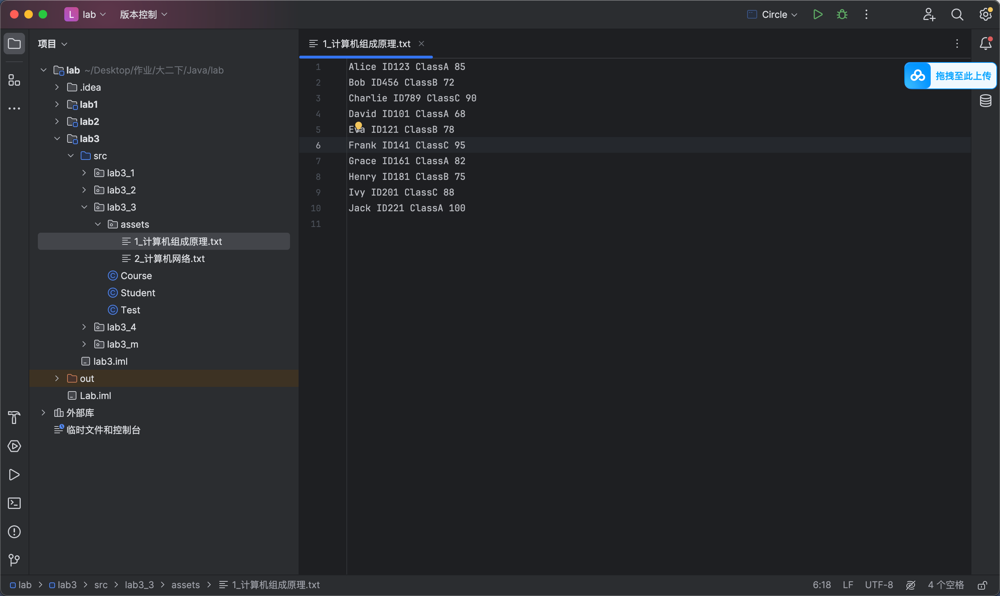 L lab 版本控制 Circle
项目
lab ~/Desktop/作业/大二下/Java/lab
.idea
lab1
lab2
lab3
src
lab3_1
lab3_2
lab3_3
assets
1_计算机组成原理.txt
2_计算机网络.txt
Course
Student
Test
lab3_4
lab3_m
lab3.iml
out
Lab.iml
外部库
临时文件和控制台
1_计算机组成原理.txt
1 Alice ID123 ClassA 85
2 Bob ID456 ClassB 72
3 Charlie ID789 ClassC 90
4 David ID101 ClassA 68
5 Eva ID121 ClassB 78
6 Frank ID141 ClassC 95
7 Grace ID161 ClassA 82
8 Henry ID181 ClassB 75
9 Ivy ID201 ClassC 88
10 Jack ID221 ClassA 100
11
拖拽至此上传
lab > lab3 > src > lab3_3 > assets > 1_计算机组成原理.txt
6:18 LF UTF-8 4 个空格